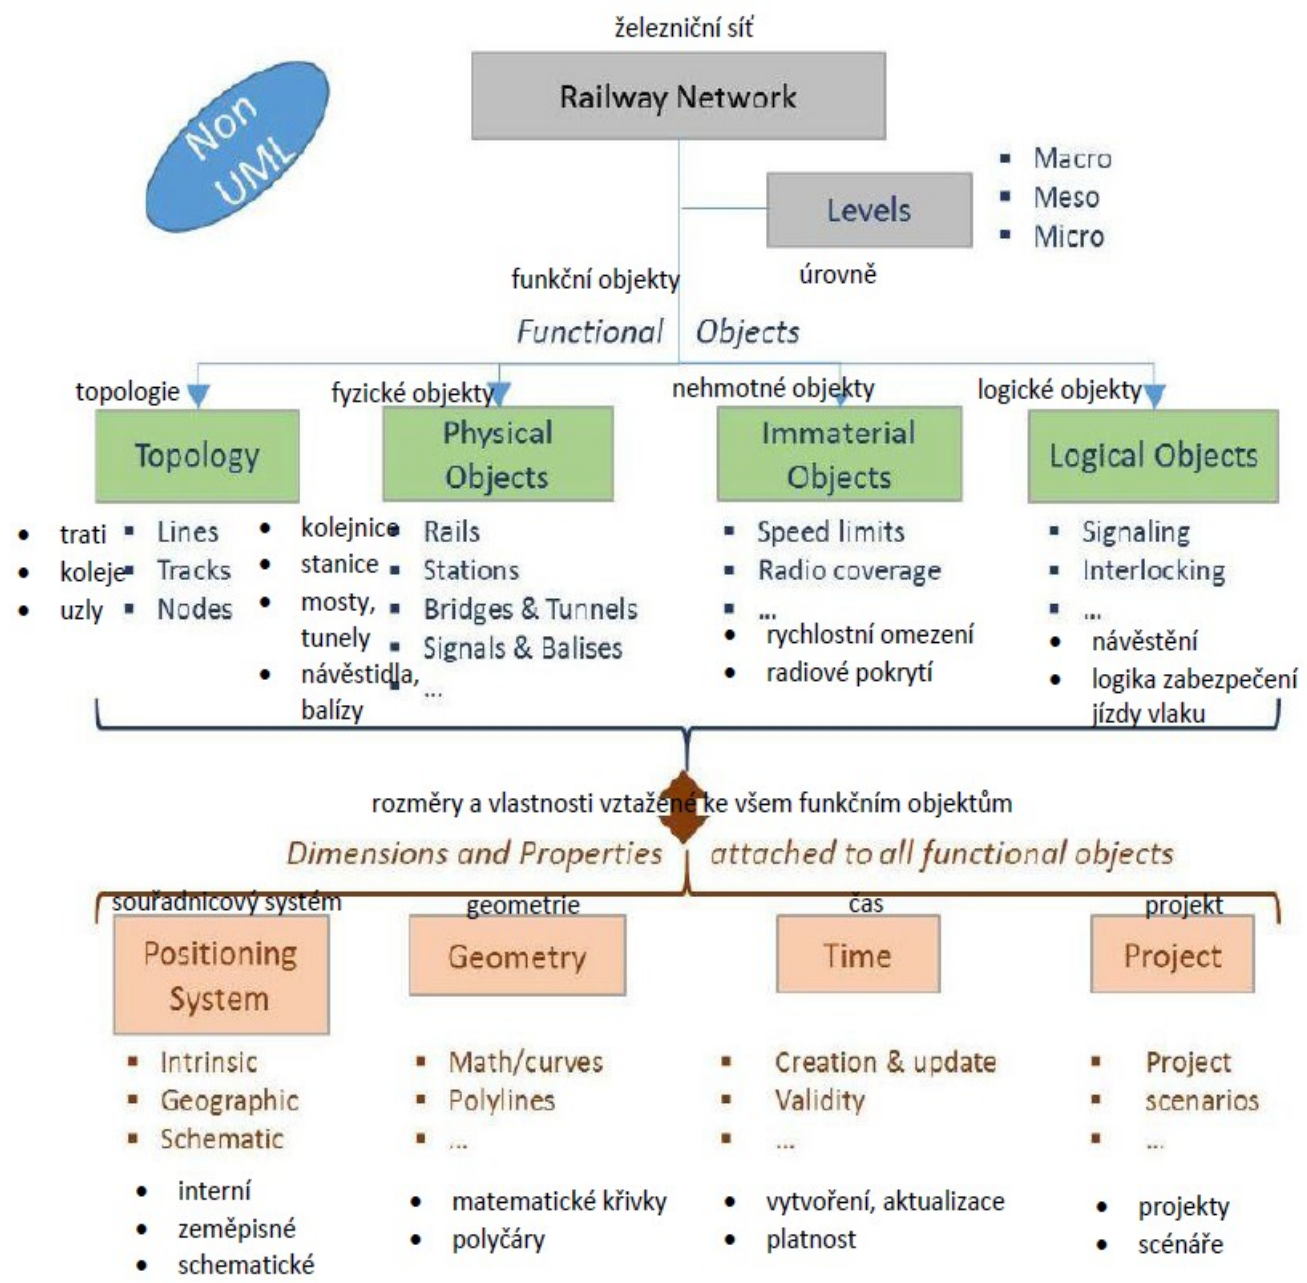 železniční síť
Railway Network
Non
UML
Levels
▪ Macro
▪ Meso
▪ Micro
úrovně
funkční objekty
Functional Objects
topologie
Topology
• trati
• koleje
• uzly
▪ Lines
▪ Tracks
▪ Nodes
fyzické objekty
Physical
Objects
• kolejnice
• stanice
• mosty,
tunely
• návěstidla,
balízy
▪ Rails
▪ Stations
▪ Bridges & Tunnels
▪ Signals & Balises
▪ ...
nehmotné objekty
Immaterial
Objects
▪ Speed limits
▪ Radio coverage
▪ ...
• rychlostní omezení
• radiové pokrytí
logické objekty
Logical Objects
▪ Signaling
▪ Interlocking
▪ ...
• návěstění
• logika zabezpečení
jízdy vlaku
rozměry a vlastnosti vztažené ke všem funkčním objektům
Dimensions and Properties attached to all functional objects
souřadnicový systém
Positioning
System
▪ Intrinsic
▪ Geographic
▪ Schematic
• interní
• zeměpisné
• schematické
geometrie
Geometry
▪ Math/curves
▪ Polylines
▪ ...
• matematické křivky
• polyčáry
čas
Time
▪ Creation & update
▪ Validity
▪ ...
• vytvoření, aktualizace
• platnost
projekt
Project
▪ Project
▪ scenarios
▪ ...
• projekty
• scénáře